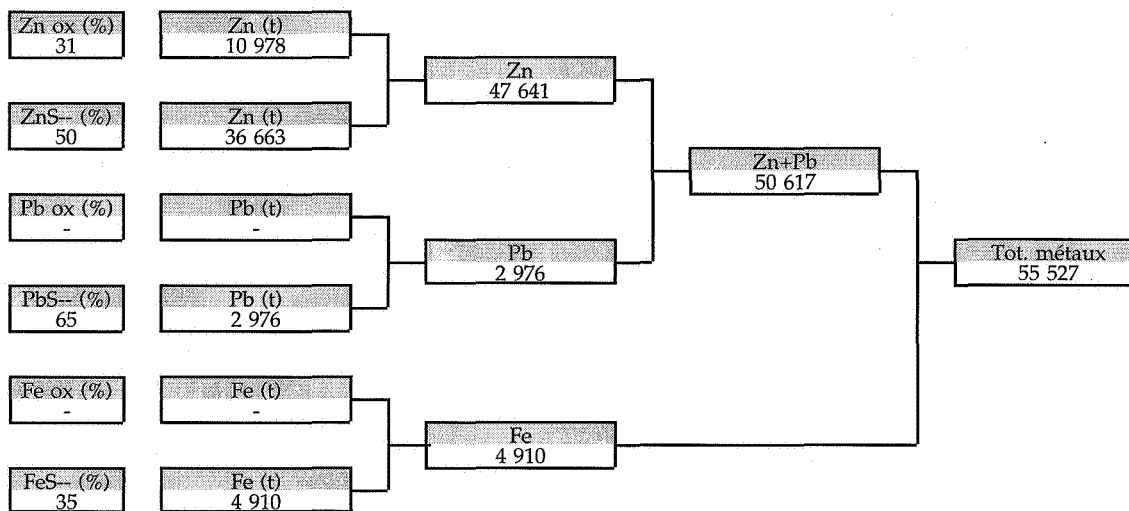 Zn ox (%)
31
Zn (t)
10 978
Zn
47 641
ZnS-- (%)
50
Zn (t)
36 663
Zn+Pb
50 617
Pb ox (%)
-
Pb (t)
-
Pb
2 976
Tot. métaux
55 527
PbS-- (%)
65
Pb (t)
2 976
Fe ox (%)
-
Fe (t)
-
Fe
4 910
FeS-- (%)
35
Fe (t)
4 910